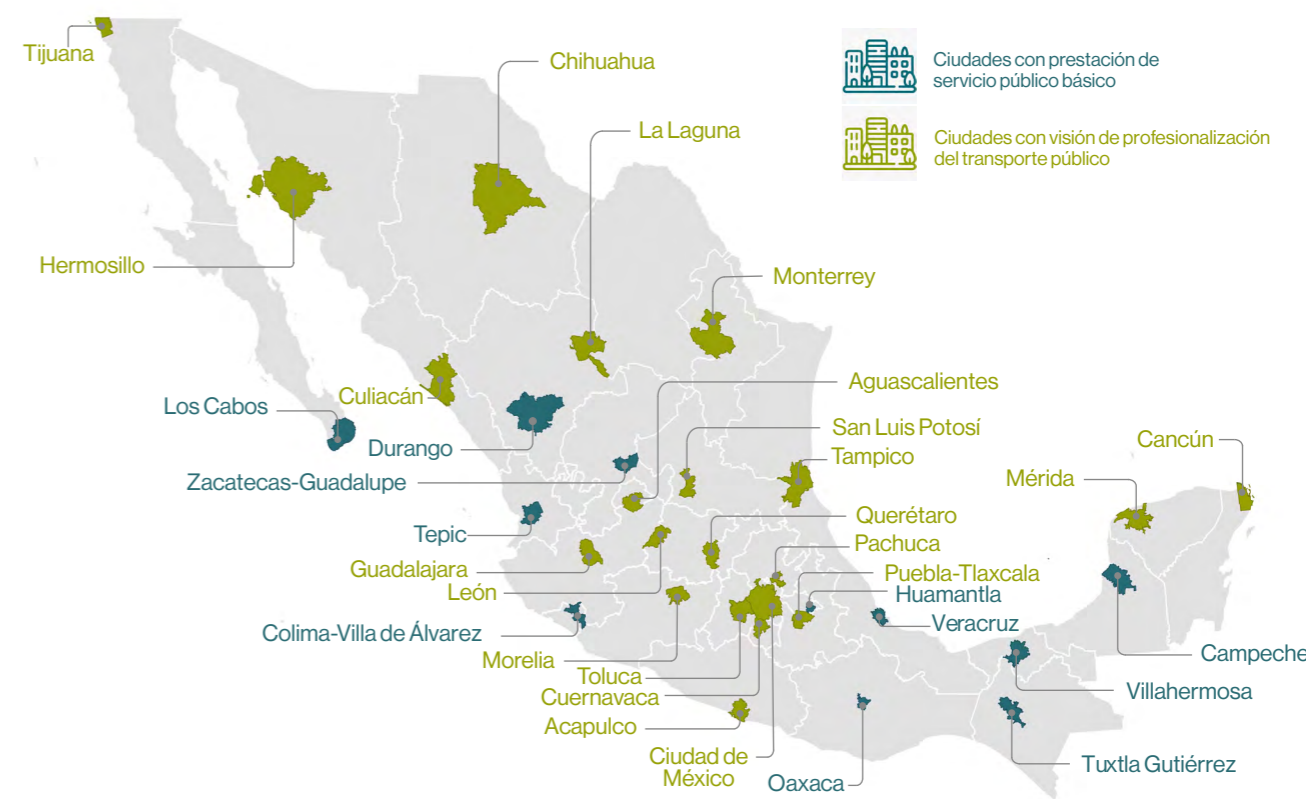 Tijuana
Chihuahua
Ciudades con prestación de
servicio público básico
La Laguna
Ciudades con visión de profesionalización
del transporte público
Hermosillo
Monterrey
Aguascalientes
Culiacán
Los Cabos
San Luis Potosí
Cancún
Durango
Tampico
Mérida
Zacatecas-Guadalupe
Querétaro
Tepic
Pachuca
Guadalajara
Puebla-Tlaxcala
León
Huamantla
Veracruz
Colima-Villa de Álvarez
Campeche
Morelia
Toluca
Villahermosa
Cuernavaca
Acapulco
Ciudad de
México
Tuxtla Gutiérrez
Oaxaca